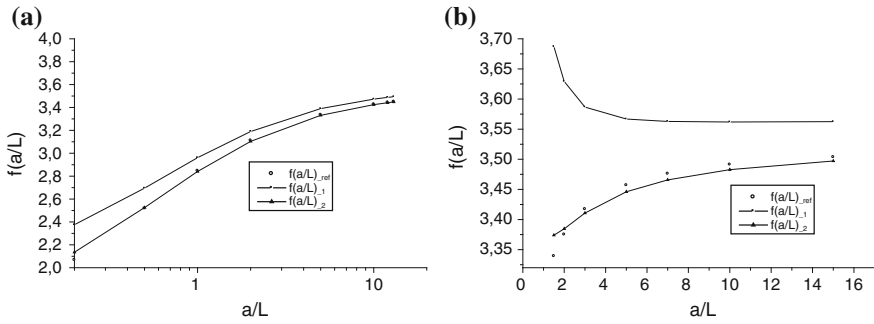 (a)
4,0
3,8
3,6
3,4
3,2
3,0
2,8
2,6
2,4
2,2
2,0
f(a/L)
f(a/L)_ref
f(a/L)_1
f(a/L)_2
1
10
a/L
(b)
3,70
3,65
3,60
3,55
3,50
3,45
3,40
3,35
f(a/L)
f(a/L)_ref
f(a/L)_1
f(a/L)_2
0 2 4 6 8 10 12 14 16
a/L